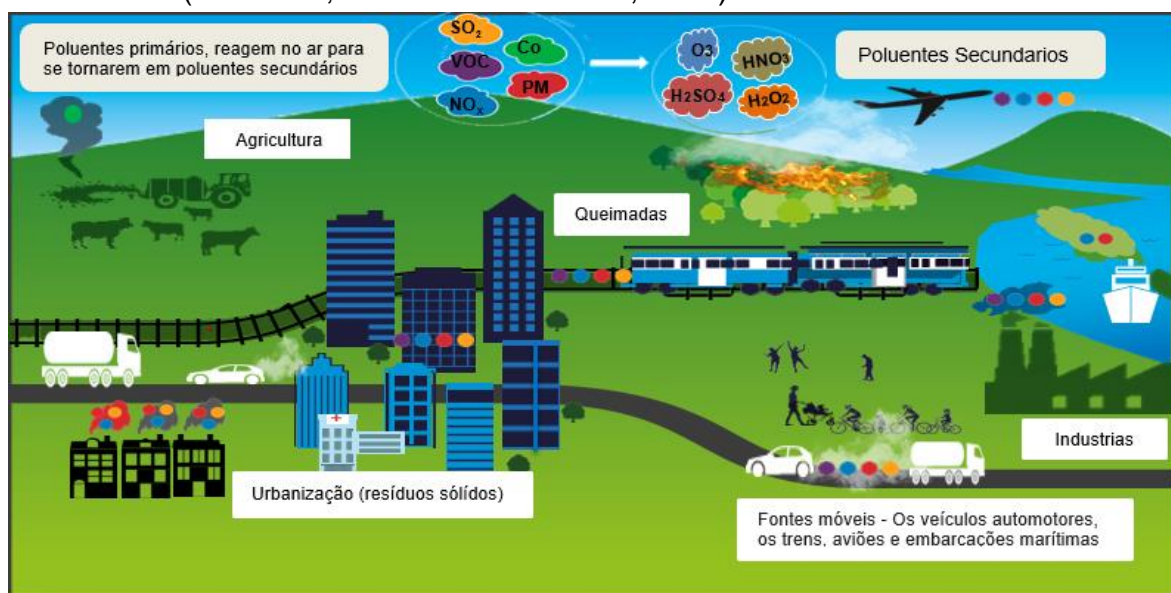 Poluentes primários, reagem no ar para
se tornarem em poluentes secundários
SO2
Co
VOC
PM
NOx
O3
HNO3
H2SO4
H2O2
Poluentes Secundarios
Agricultura
Queimadas
Industrias
Urbanização (resíduos sólídos)
Fontes móveis - Os veículos automotores,
os trens, aviões e embarcações marítimas